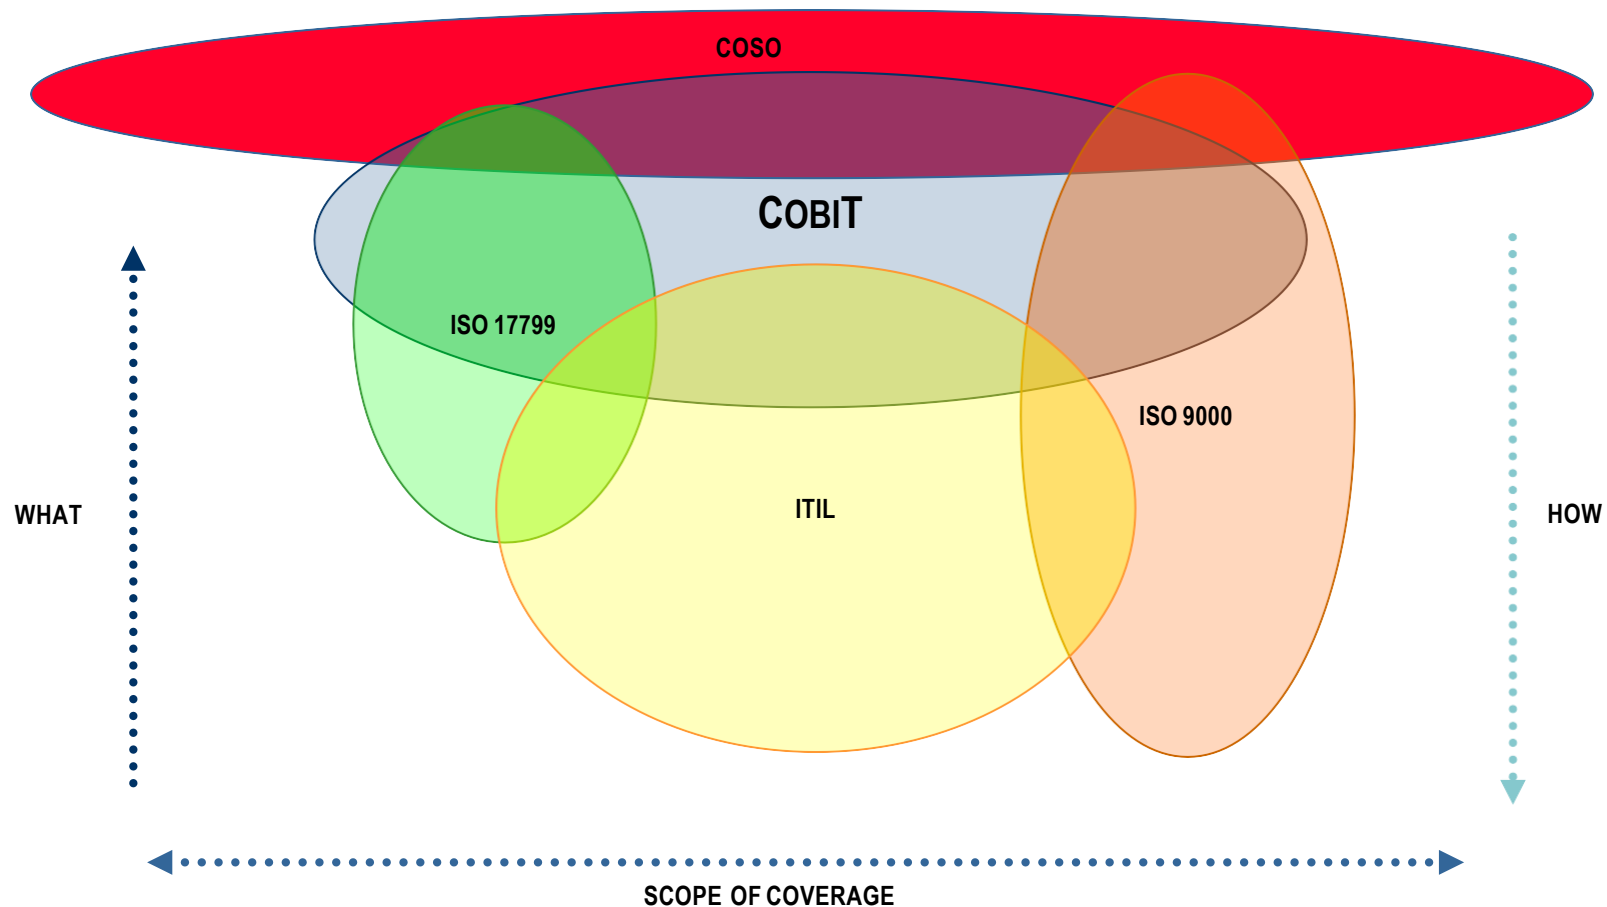 COSO
COBIT
ISO 17799
ISO 9000
ITIL
WHAT
HOW
SCOPE OF COVERAGE